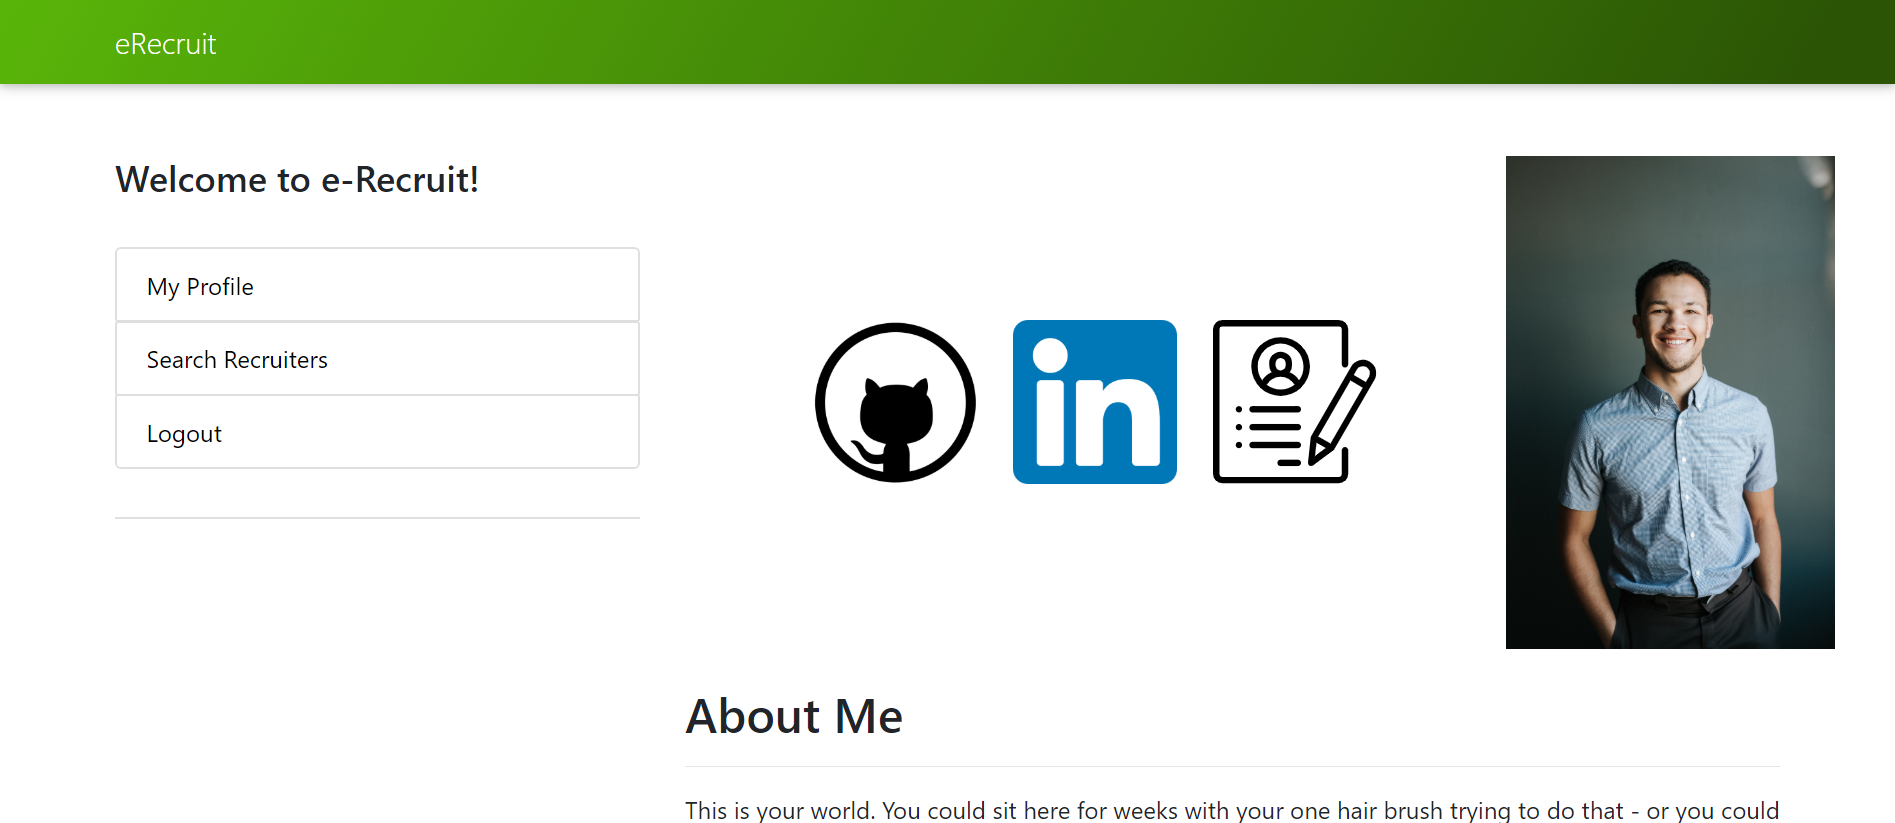 eRecruit
Welcome to e-Recruit!
My Profile
Search Recruiters
Logout
in
About Me
This is your world. You could sit here for weeks with your one hair brush trying to do that - or you could